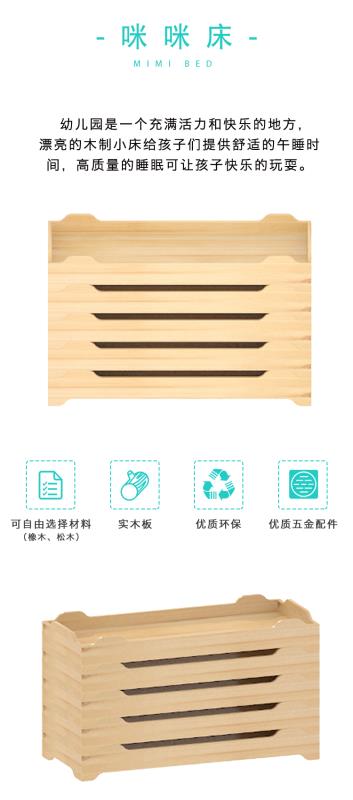 - 咪咪床 -
MIMI BED
幼儿园是一个充满活力和快乐的地方，
漂亮的木制小床给孩子们提供舒适的午睡时
间，高质量的睡眠可让孩子快乐的玩耍。
可自由选择材料 实木板 优质环保 优质五金配件
（橡木、松木）